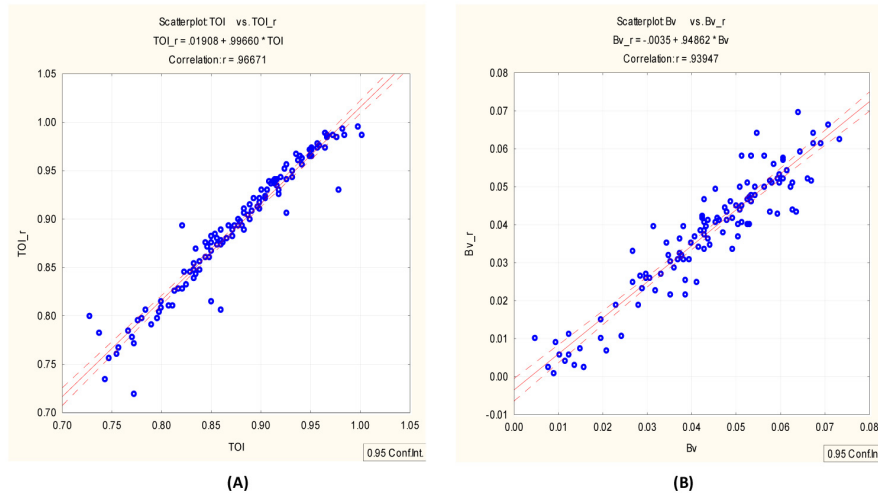 Scatterplot: TOI vs. TOI_r
TOI_r = .01908 + .99660 * TOI
Correlation: r = .96671
1.05
1.00
0.95
0.90
0.85
0.80
0.75
0.70
TOI_r
0.70 0.75 0.80 0.85 0.90 0.95 1.00 1.05
TOI
0.95 Conf.Int.
(A)
Scatterplot: Bv vs. Bv_r
Bv_r = -.0035 + .94862 * Bv
Correlation: r = .93947
0.08
0.07
0.06
0.05
0.04
0.03
0.02
0.01
0.00
-0.01
Bv_r
0.00 0.01 0.02 0.03 0.04 0.05 0.06 0.07 0.08
Bv
0.95 Conf.In
(B)